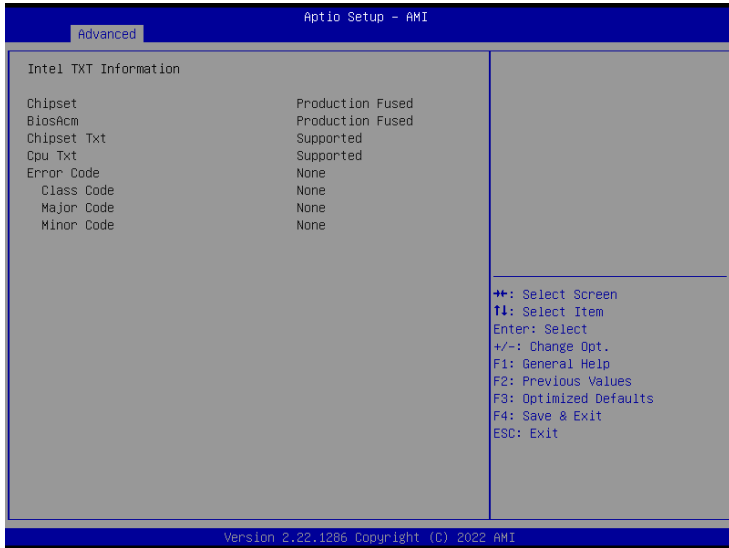 Aptio Setup - AMI
Advanced
Intel TXT Information
Chipset Production Fused
BiosAcm Production Fused
Chipset Txt Supported
Cpu Txt Supported
Error Code None
Class Code None
Major Code None
Minor Code None
→←: Select Screen
↑↓: Select Item
Enter: Select
+/-: Change Opt.
F1: General Help
F2: Previous Values
F3: Optimized Defaults
F4: Save & Exit
ESC: Exit
Version 2.22.1286 Copyright (C) 2022 AMI